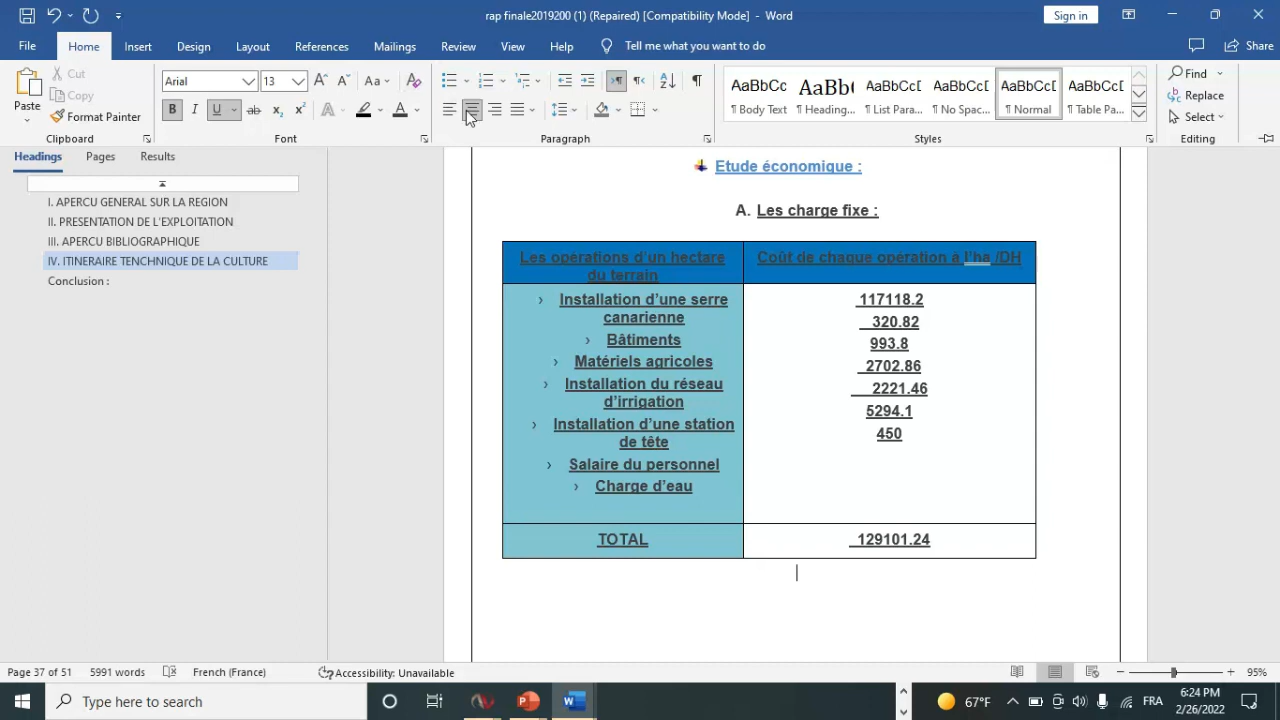 rap finale2019200 (1) (Repaired) [Compatibility Mode] - Word
Sign in
File Home Insert Design Layout References Mailings Review View Help Tell me what you want to do Share
Paste
Cut
Copy
Format Painter
Clipboard
Arial 13
Aa
B I U ab x₂ x² A A
Font
Paragraph
AaBbCc AaBb( AaBbCcD AaBbCcD AaBbCcD AaBbCcD
¶ Body Text ¶ Heading... ¶ List Para... ¶ No Spac... ¶ Normal ¶ Table Pa...
Styles
Find
Replace
Select
Editing
Headings Pages Results
I. APERCU GENERAL SUR LA REGION
II. PRESENTATION DE L'EXPLOITATION
III. APERCU BIBLIOGRAPHIQUE
IV. ITINERAIRE TENCHNIQUE DE LA CULTURE
Conclusion :
Etude économique :
A. Les charge fixe :
Les opérations d’un hectare
du terrain
Coût de chaque opération à l’ha /DH
Installation d’une serre
canarienne
Bâtiments
Matériels agricoles
Installation du réseau
d’irrigation
Installation d’une station
de tête
Salaire du personnel
Charge d’eau
117118.2
320.82
993.8
2702.86
2221.46
5294.1
450
TOTAL 129101.24
Page 37 of 51 5991 words French (France) Accessibility: Unavailable 95%
Type here to search 67°F FRA
6:24 PM
2/26/2022